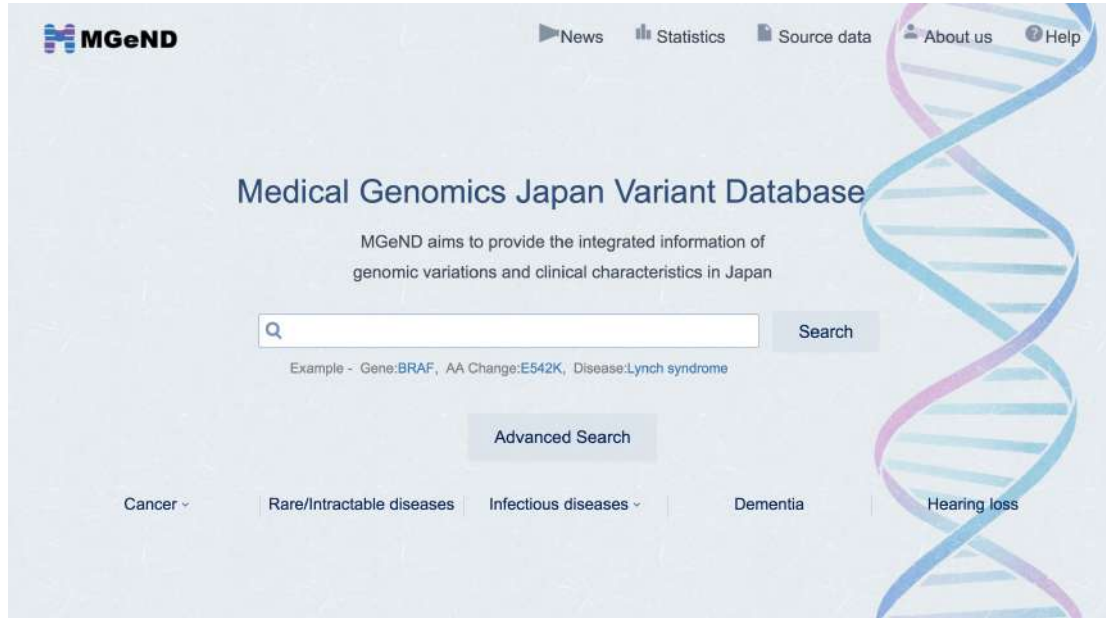 MGeND News Statistics Source data About us Help
Medical Genomics Japan Variant Database
MGeND aims to provide the integrated information of
genomic variations and clinical characteristics in Japan
Search
Example - Gene:BRAF, AA Change:E542K, Disease:Lynch syndrome
Advanced Search
Cancer Rare/Intractable diseases Infectious diseases Dementia Hearing loss